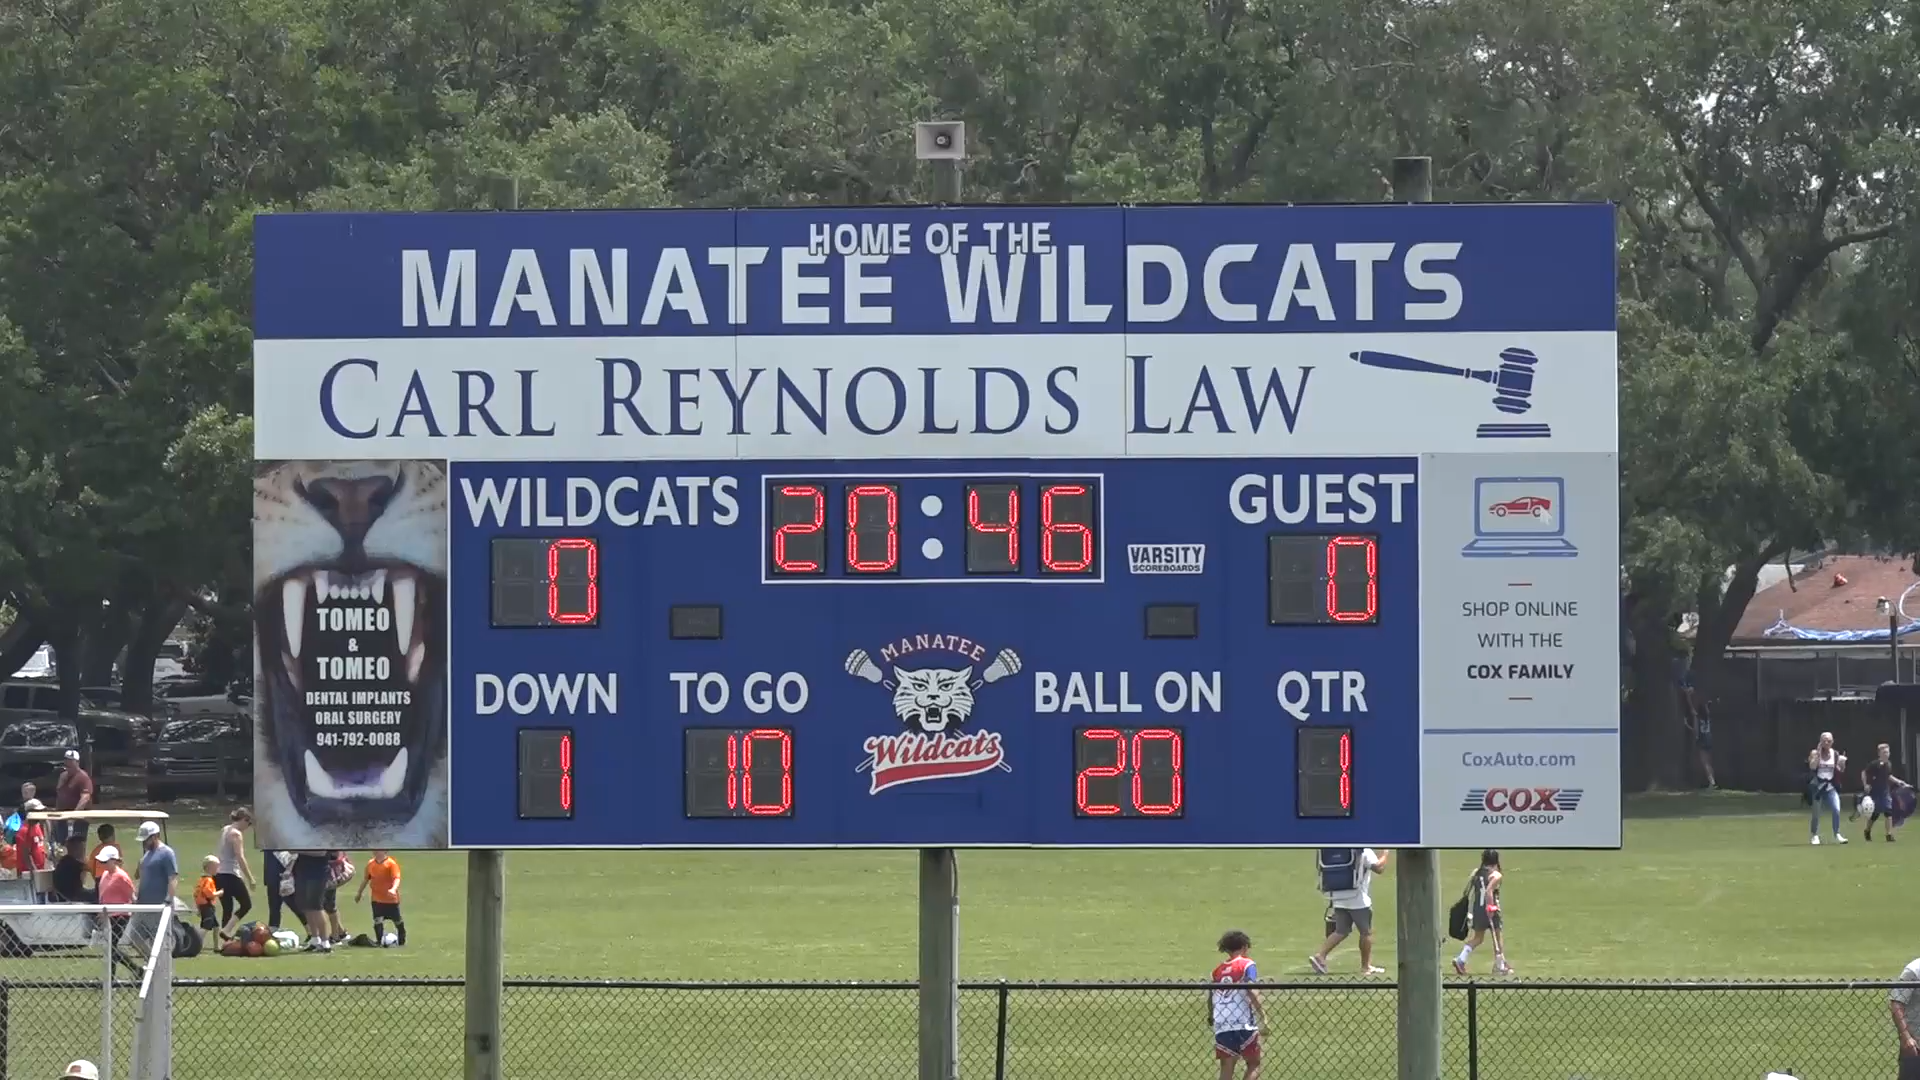 HOME OF THE
MANATEE WILDCATS
CARL REYNOLDS LAW
WILDCATS
20:46
GUEST
0
0
VARSITY
SCOREBOARDS
TOMEO
&
TOMEO
DENTAL IMPLANTS
ORAL SURGERY
941-792-0088
DOWN
TO GO
MANATEE
Wildcats
BALL ON
QTR
1
10
20
1
SHOP ONLINE
WITH THE
COX FAMILY
CoxAuto.com
COX
AUTO GROUP